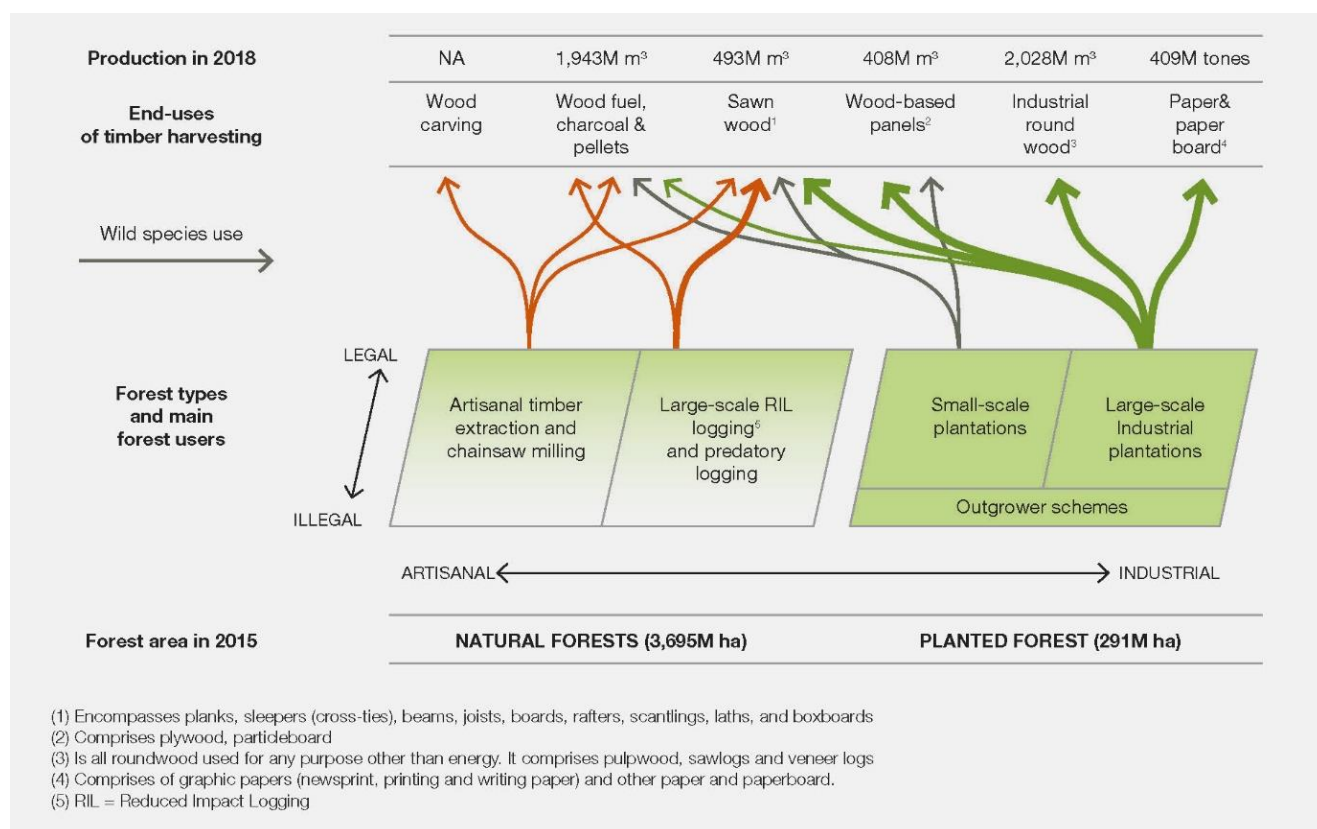 Production in 2018
NA
1,943M m³
493M m³
408M m³
2,028M m³
409M tones
End-uses
of timber harvesting
Wood
carving
Wood fuel,
charcoal &
pellets
Sawn
wood¹
Wood-based
panels²
Industrial
round
wood³
Paper&
paper
board⁴
Wild species use
Forest types
and main
forest users
LEGAL
ILLEGAL
Artisanal timber
extraction and
chainsaw milling
Large-scale RIL
logging⁵
and predatory
logging
Small-scale
plantations
Large-scale
Industrial
plantations
Outgrower schemes
ARTISANAL
INDUSTRIAL
Forest area in 2015
NATURAL FORESTS (3,695M ha)
PLANTED FOREST (291M ha)
(1) Encompasses planks, sleepers (cross-ties), beams, joists, boards, rafters, scantlings, laths, and boxboards
(2) Comprises plywood, particleboard
(3) Is all roundwood used for any purpose other than energy. It comprises pulpwood, sawlogs and veneer logs
(4) Comprises of graphic papers (newsprint, printing and writing paper) and other paper and paperboard.
(5) RIL = Reduced Impact Logging